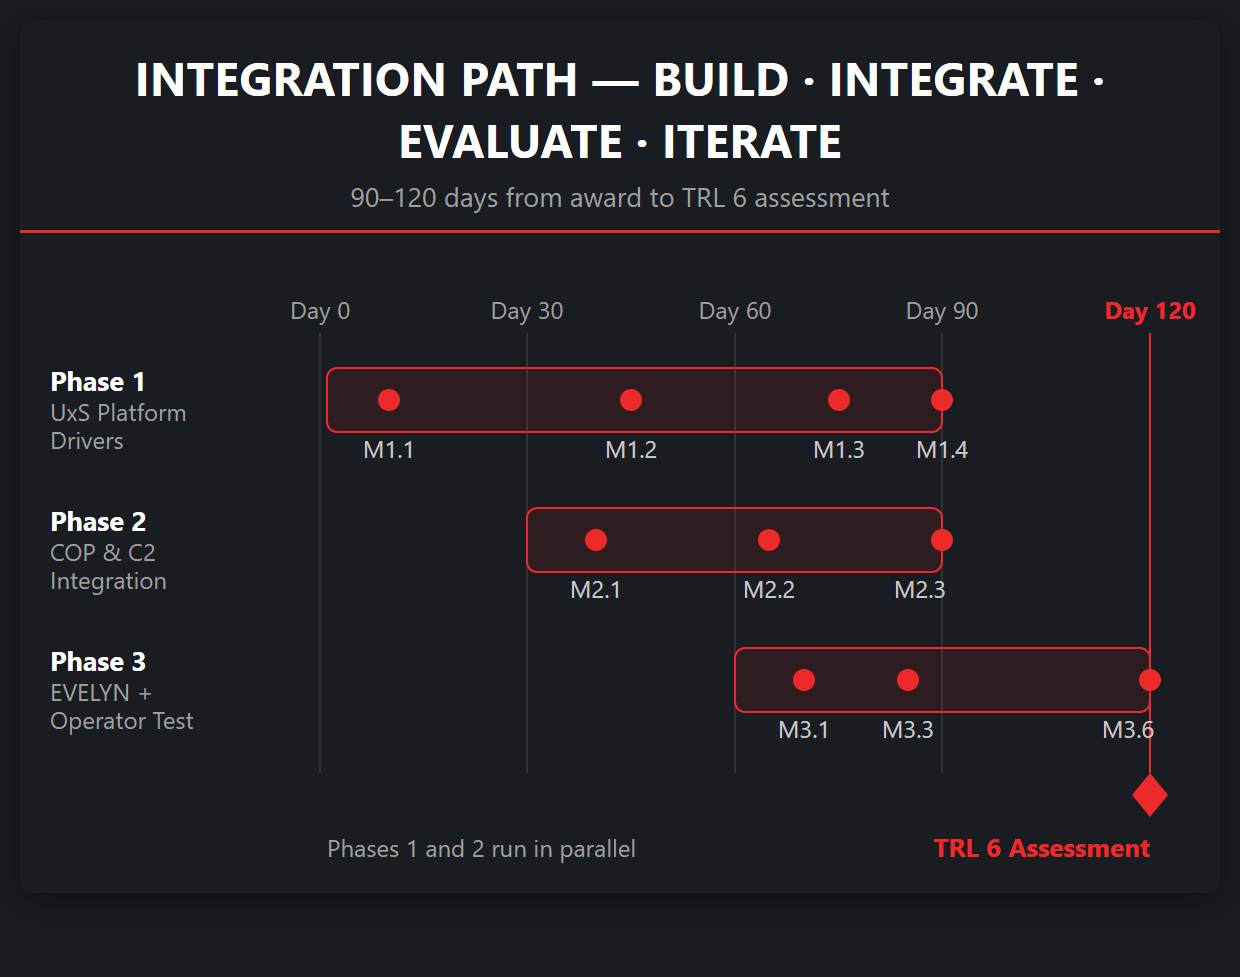 INTEGRATION PATH — BUILD · INTEGRATE ·
EVALUATE · ITERATE
90–120 days from award to TRL 6 assessment
Day 0
Day 30
Day 60
Day 90
Day 120
Phase 1
UxS Platform
Drivers
M1.1
M1.2
M1.3
M1.4
Phase 2
COP & C2
Integration
M2.1
M2.2
M2.3
Phase 3
EVELYN +
Operator Test
M3.1
M3.3
M3.6
Phases 1 and 2 run in parallel
TRL 6 Assessment